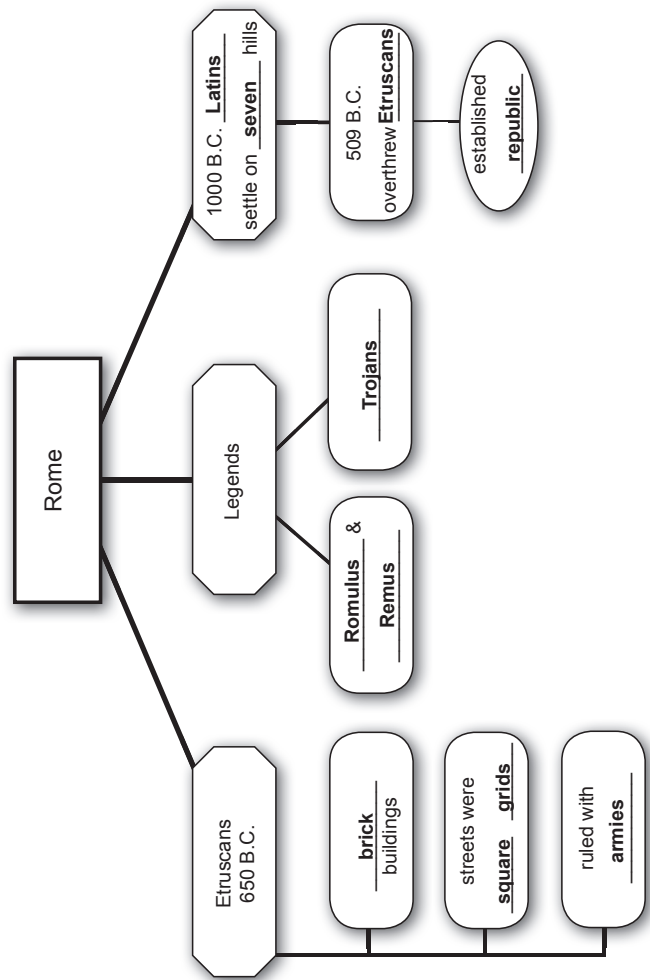 Rome
Etruscans
650 B.C.
brick
buildings
streets were
square grids
ruled with
armies
Legends
Romulus &
Remus
Trojans
1000 B.C. Latins
settle on seven hills
509 B.C.
overthrew Etruscans
established
republic